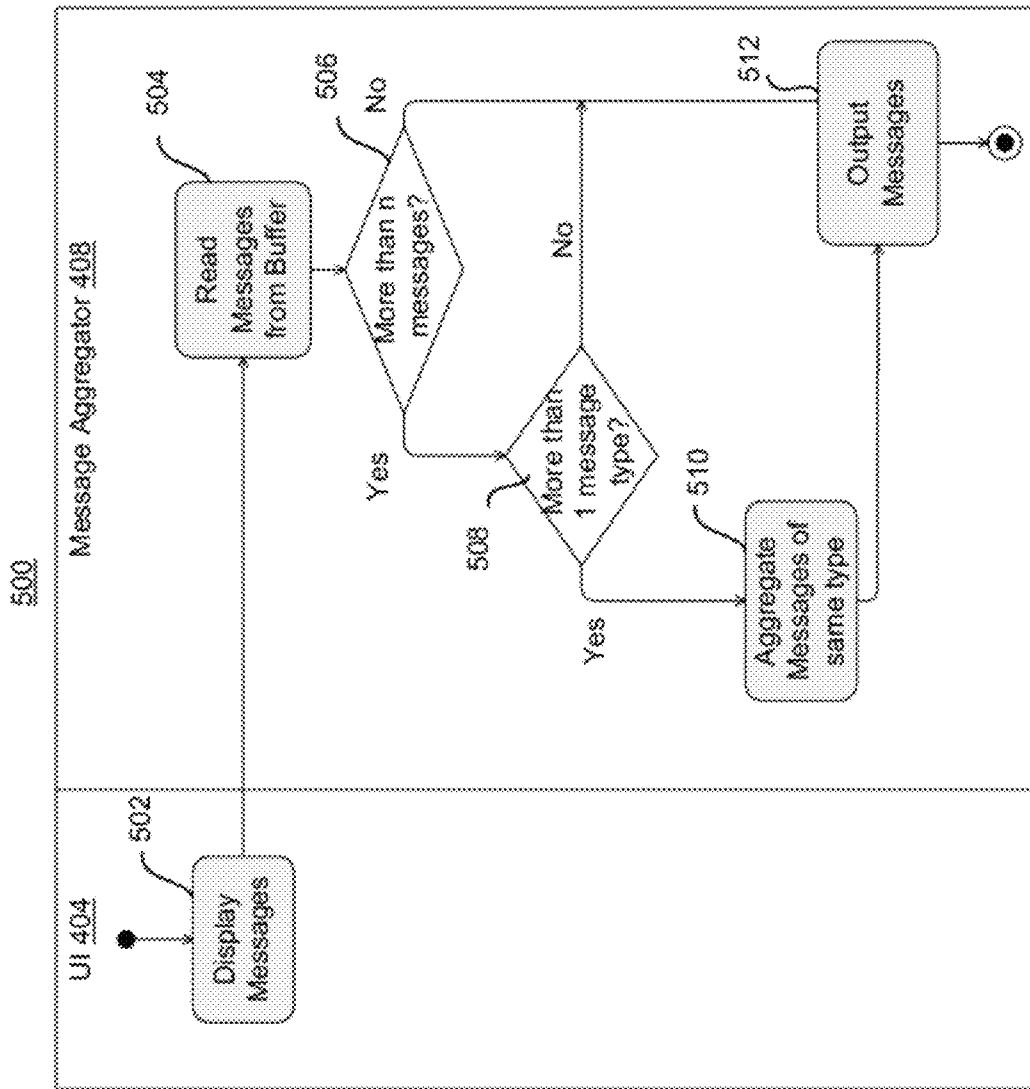 500
UI 404
Message Aggregator 408
502
Display
Messages
504
Read
Messages
from Buffer
506
More than n
messages?
No
Yes
508
More than
1 message
type?
No
Yes
510
Aggregate
Messages of
same type
512
Output
Messages